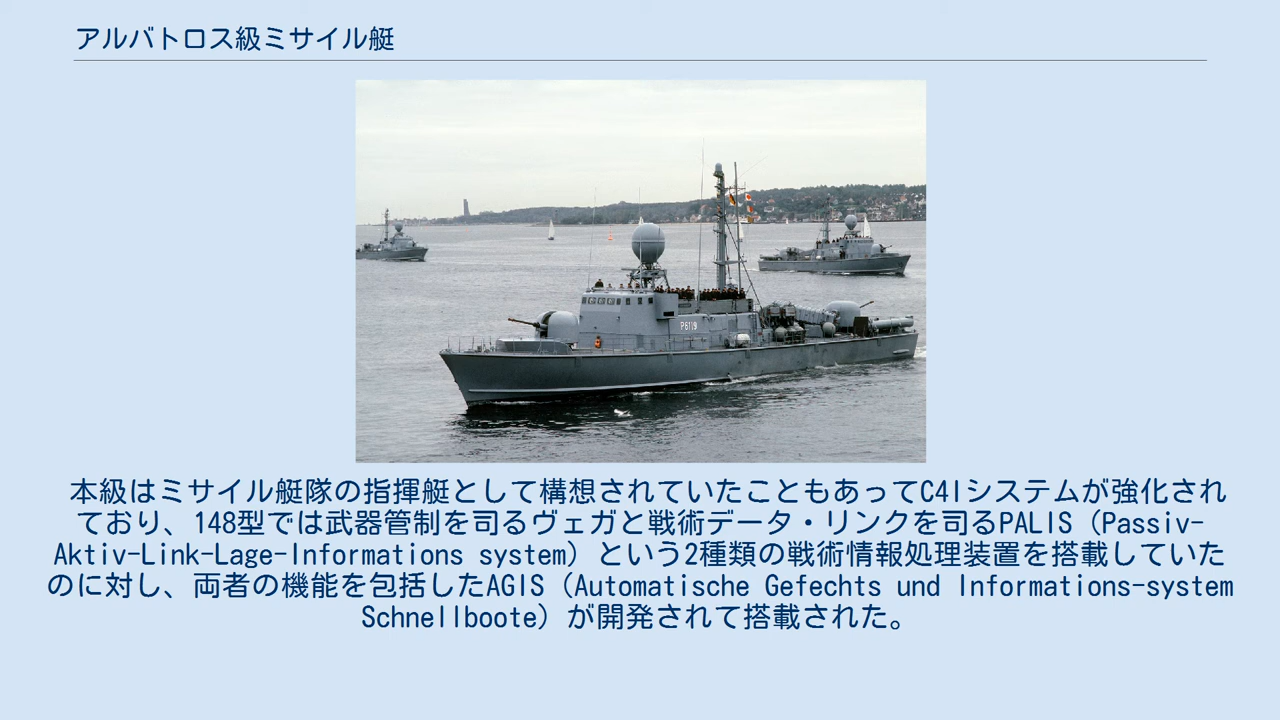 アルバトロス級ミサイル艇
P6119
本級はミサイル艇隊の指揮艇として構想されていたこともあってC4Iシステムが強化され
ており、148型では武器管制を司るヴェガと戦術データ・リンクを司るPALIS（Passiv-
Aktiv-Link-Lage-Informations system）という2種類の戦術情報処理装置を搭載していた
のに対し、両者の機能を包括したAGIS（Automatische Gefechts und Informations-system
Schnellboote）が開発されて搭載された。